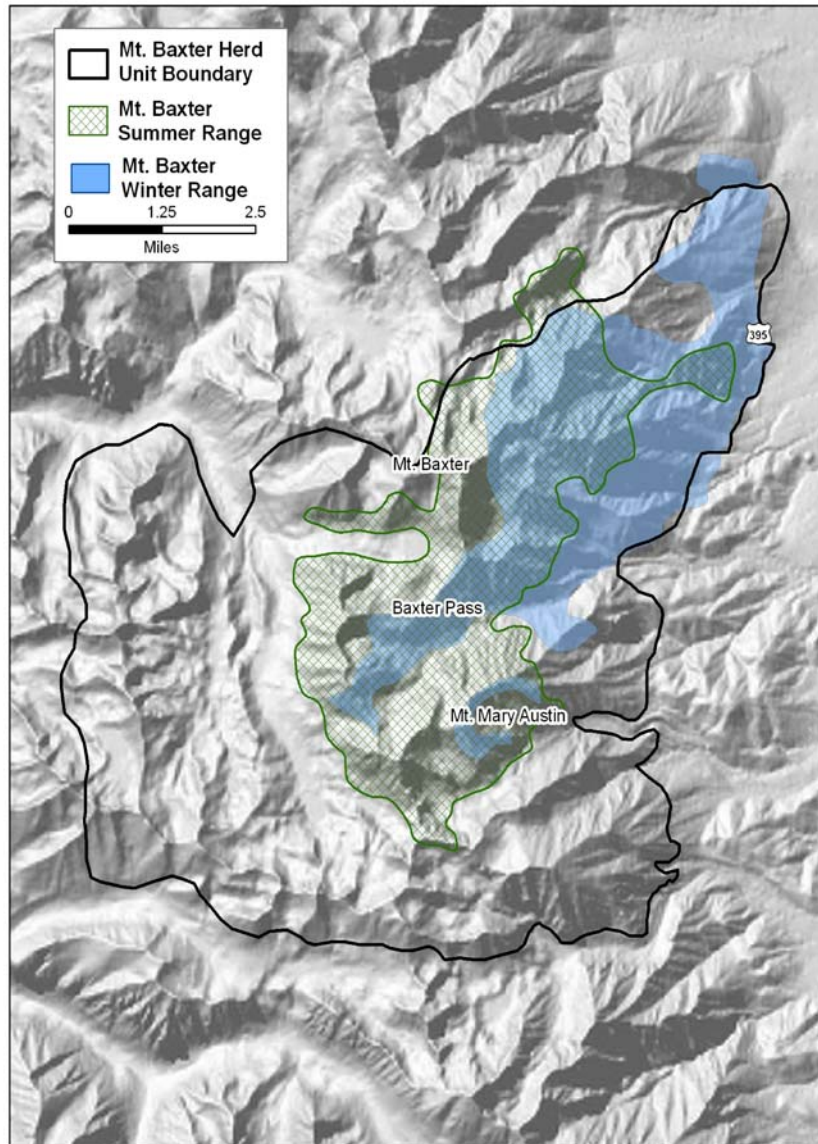 Mt. Baxter Herd
Unit Boundary
Mt. Baxter
Summer Range
Mt. Baxter
Winter Range
0 1.25 2.5
Miles
395
Mt. Baxter
Baxter Pass
Mt. Mary Austin